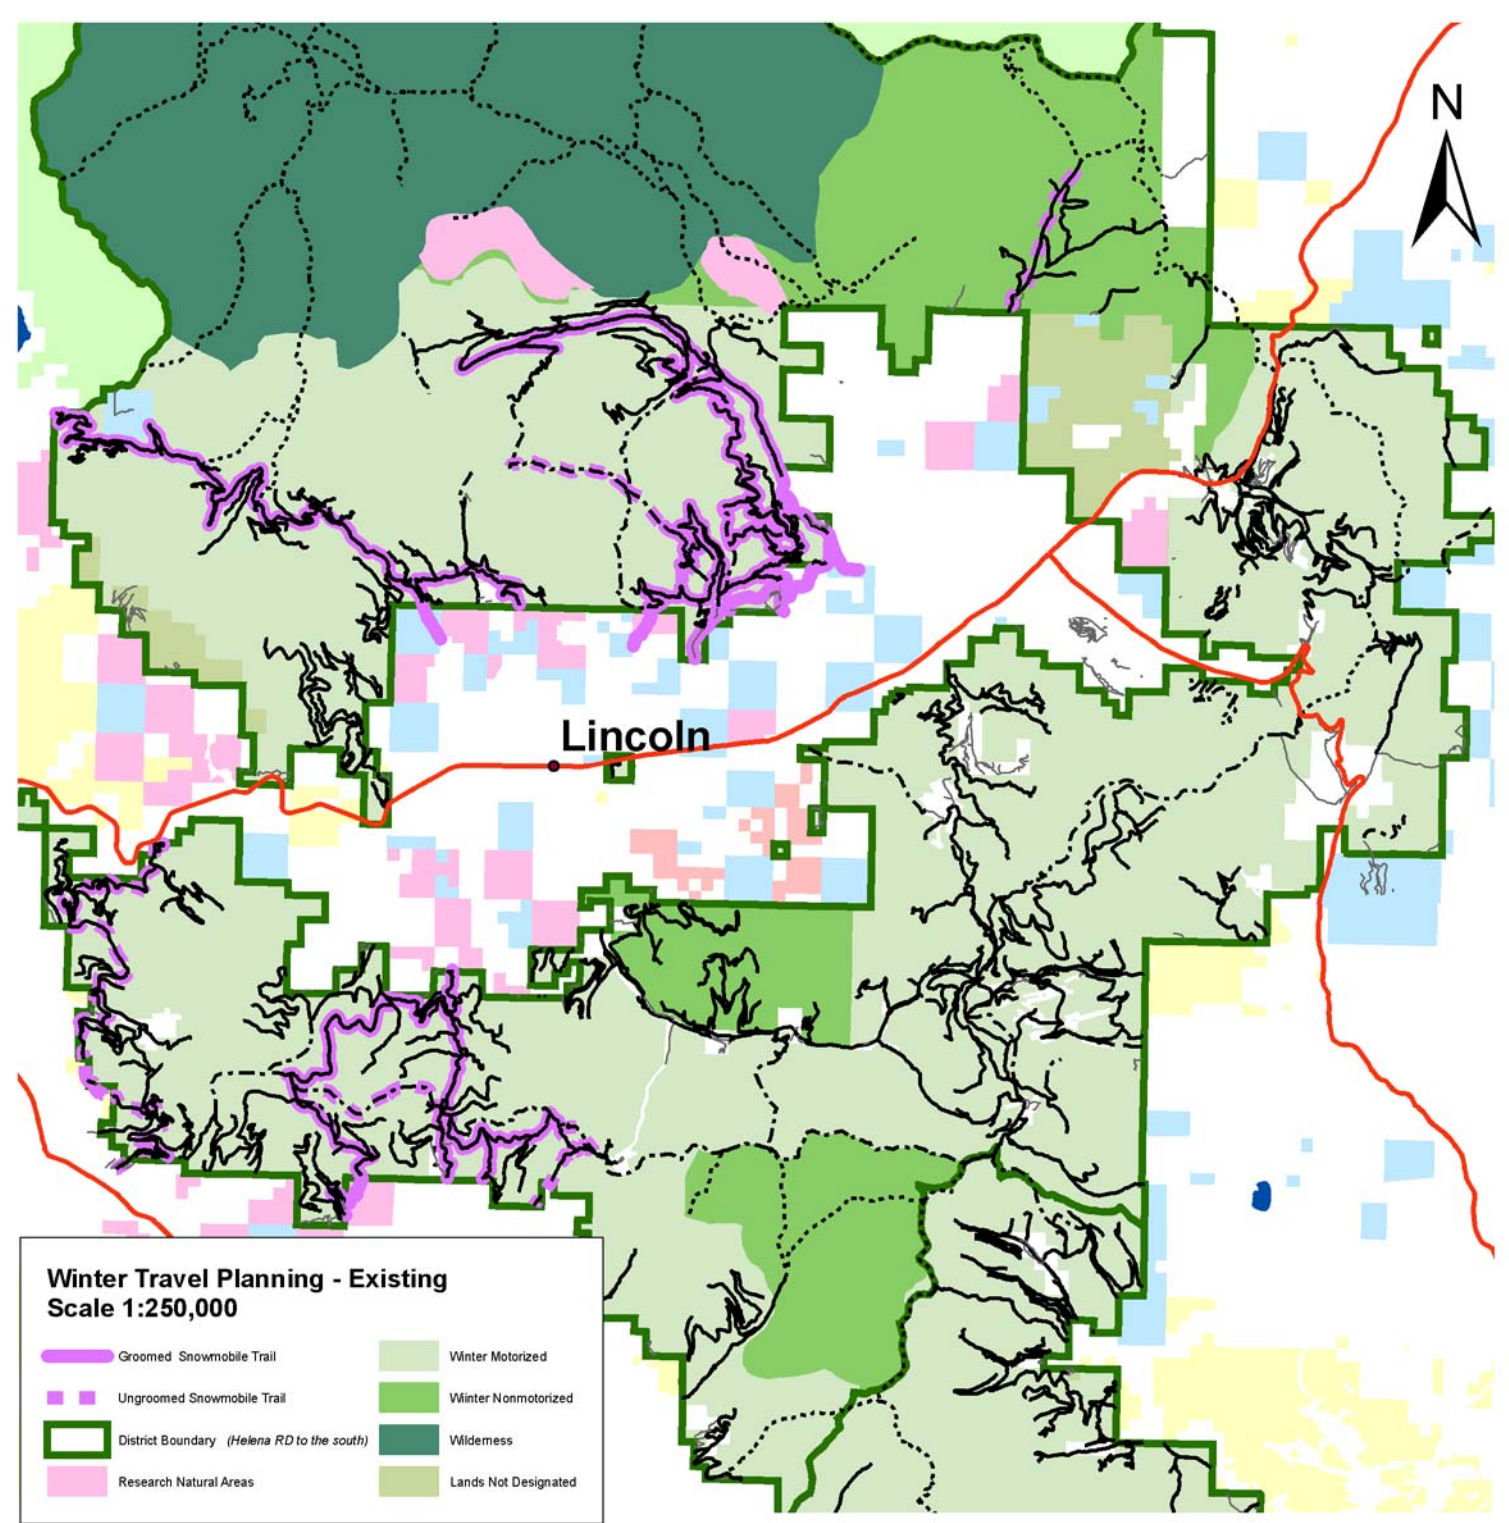 N
Lincoln
Winter Travel Planning - Existing
Scale 1:250,000
Groomed Snowmobile Trail
Ungroomed Snowmobile Trail
District Boundary (Helena RD to the south)
Research Natural Areas
Winter Motorized
Winter Nonmotorized
Wilderness
Lands Not Designated